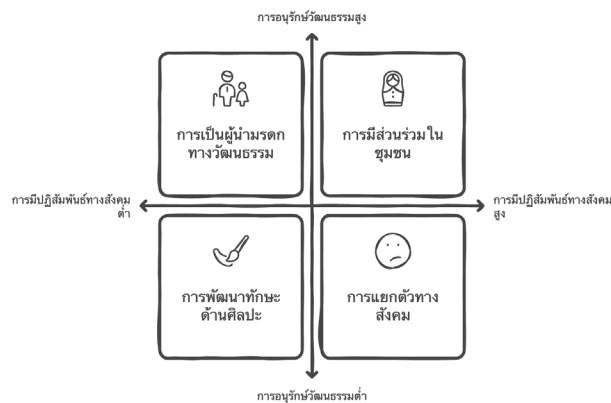 การอนุรักษ์วัฒนธรรมสูง
การเป็นผู้นำมรดก
ทางวัฒนธรรม
การมีส่วนร่วมใน
ชุมชน
การมีปฏิสัมพันธ์ทางสังคม
ต่ำ
การมีปฏิสัมพันธ์ทางสังคม
สูง
การพัฒนาทักษะ
ด้านศิลปะ
การแยกตัวทาง
สังคม
การอนุรักษ์วัฒนธรรมต่ำ